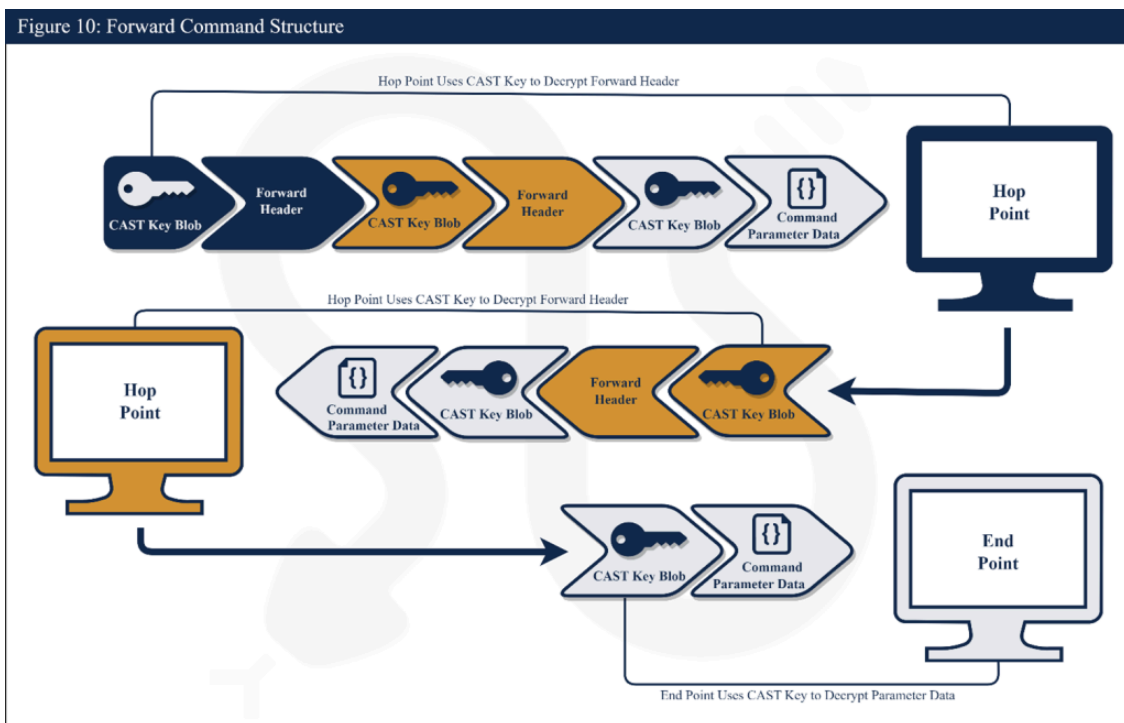 Figure 10: Forward Command Structure
Hop Point Uses CAST Key to Decrypt Forward Header
CAST Key Blob
Forward
Header
CAST Key Blob
Forward
Header
CAST Key Blob
{}
Command
Parameter Data
Hop
Point
Hop Point Uses CAST Key to Decrypt Forward Header
Hop
Point
{}
Command
Parameter Data
CAST Key Blob
Forward
Header
CAST Key Blob
CAST Key Blob
{}
Command
Parameter Data
End
Point
End Point Uses CAST Key to Decrypt Parameter Data